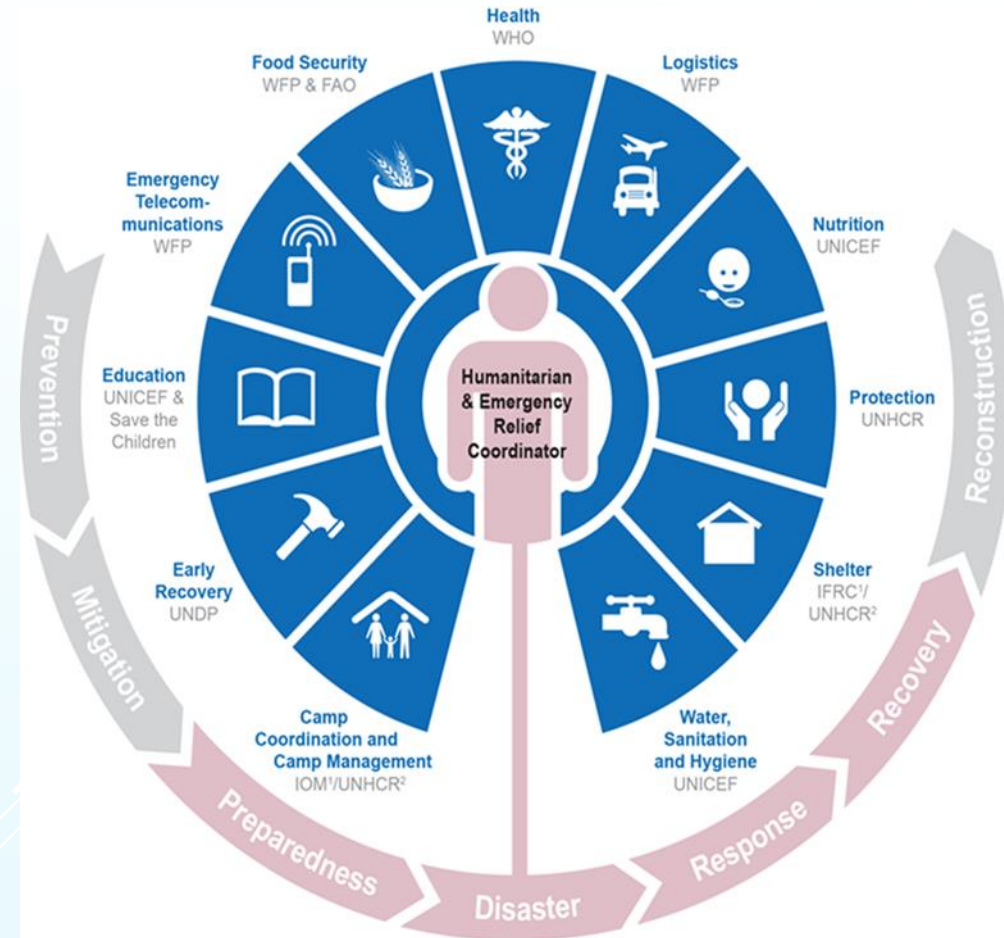 Health
WHO
Food Security
WFP & FAO
Logistics
WFP
Emergency
Telecom-
munications
WFP
Nutrition
UNICEF
Education
UNICEF &
Save the
Children
Humanitarian
& Emergency
Relief
Coordinator
Protection
UNHCR
Early
Recovery
UNDP
Shelter
IFRC¹/
UNHCR²
Camp
Coordination and
Camp Management
IOM¹/UNHCR²
Water,
Sanitation
and Hygiene
UNICEF
Prevention
Mitigation
Preparedness
Disaster
Response
Recovery
Reconstruction